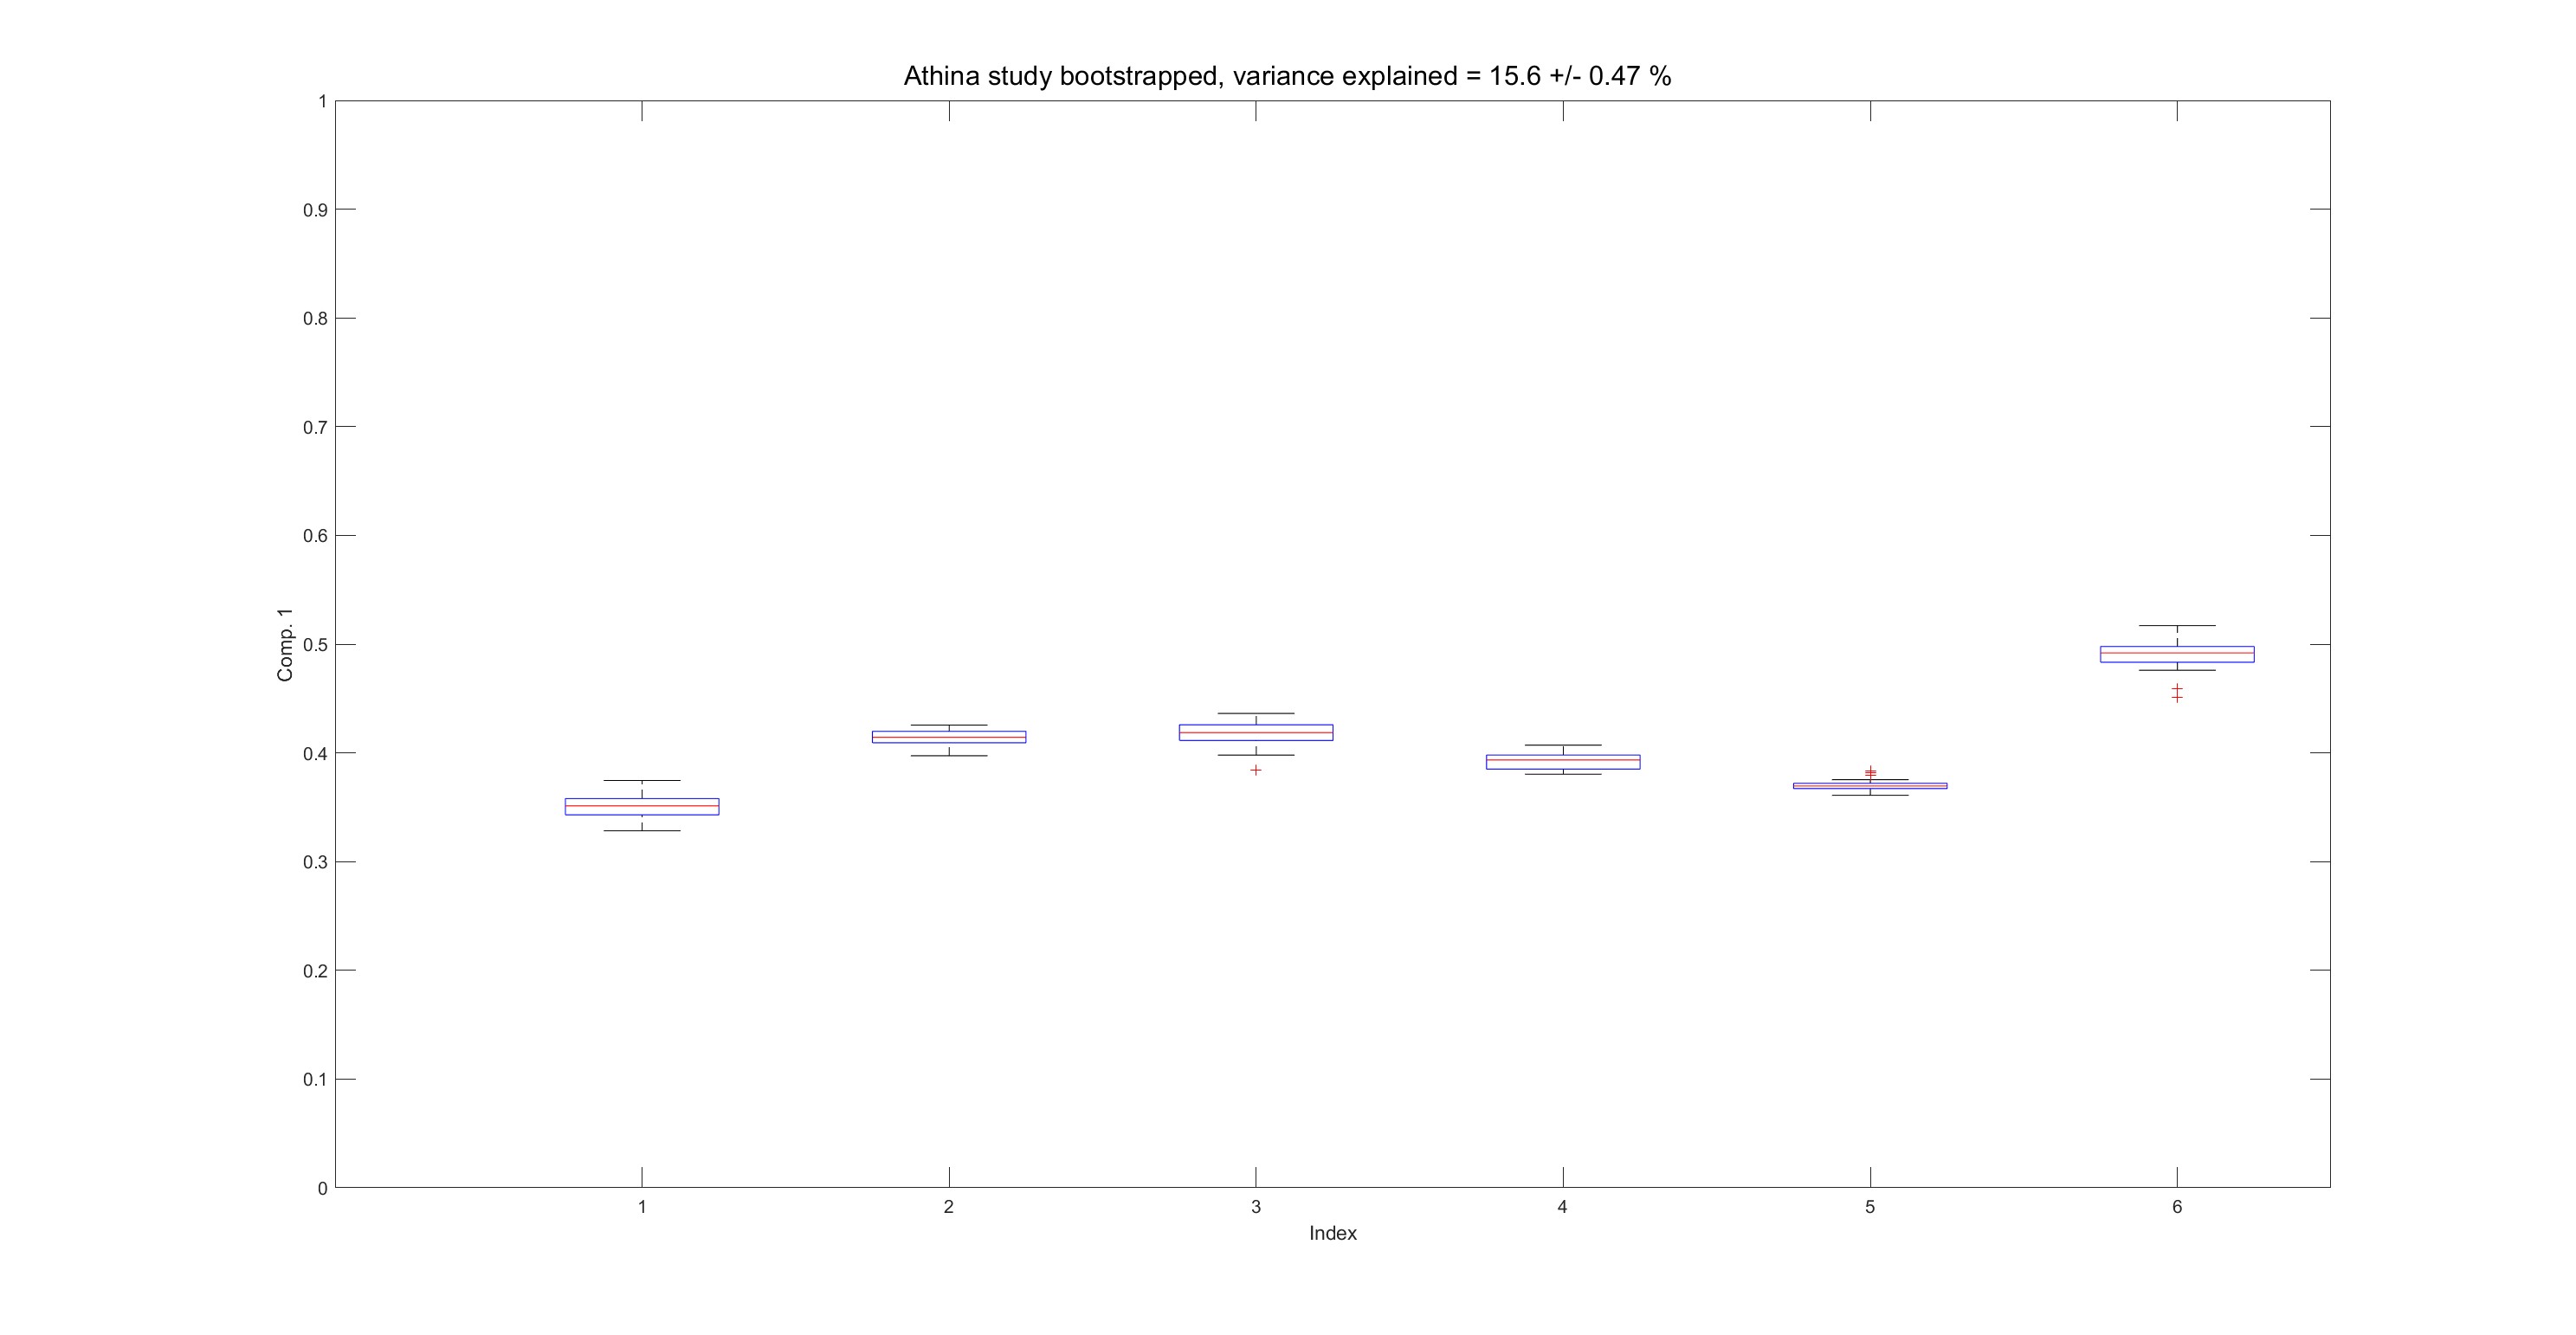 Athina study bootstrapped, variance explained = 15.6 +/- 0.47 %
1
0.9
0.8
0.7
0.6
0.5
0.4
0.3
0.2
0.1
0
Comp. 1
1 2 3 4 5 6
Index